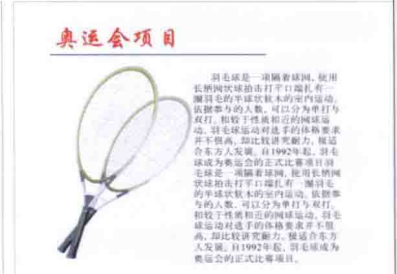 奥运会项目
羽毛球是一项隔着球网，使用
长柄网状球拍击打平口端扎有一
圈羽毛的半球状软木的室内运动。
依据参与的人数，可以分为单打与
双打。相较于性质相近的网球运
动，羽毛球运动对选手的体格要求
并不很高，却比较讲究耐力，极适
合东方人发展。自1992年起，羽毛
球成为奥运会的正式比赛项目羽
毛球是一项隔着球网，使用长柄网
状球拍击打平口端扎有一圈羽毛
的半球状软木的室内运动。依据参
与的人数，可以分为单打与双打。
相较于性质相近的网球运动，羽毛
球运动对选手的体格要求并不很
高，却比较讲究耐力，极适合东方
人发展。自1992年起，羽毛球成为
奥运会的正式比赛项目。